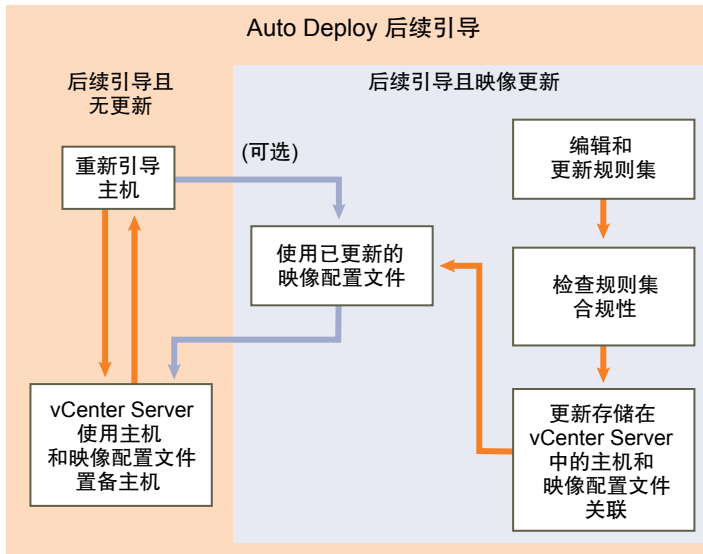 Auto Deploy 后续引导
后续引导且
无更新
后续引导且映像更新
重新引导
主机
(可选)
编辑和
更新规则集
使用已更新的
映像配置文件
检查规则集
合规性
vCenter Server
使用主机
和映像配置文件
置备主机
更新存储在
vCenter Server
中的主机和
映像配置文件
关联